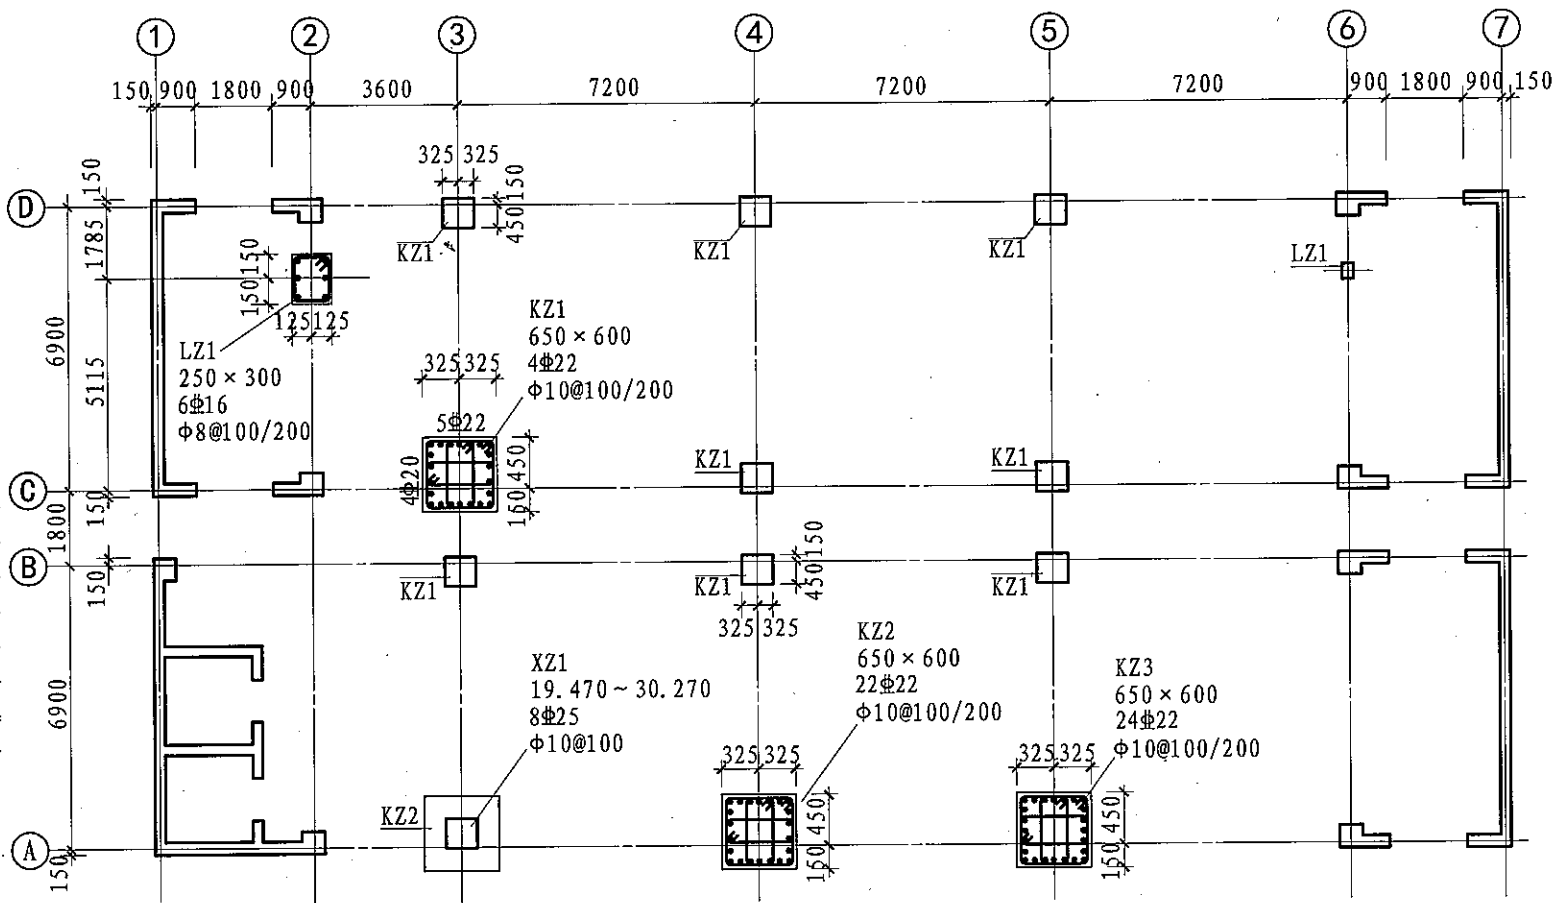 1 2 3 4 5 6 7
150 900 1800 900 3600 7200 7200 7200 900 1800 900 150
D
150
1785
6900
5115
325 325
150
450
KZ1
KZ1
KZ1
LZ1
150 150
125 125
LZ1
250×300
6⏀16
Φ8@100/200
KZ1
650×600
4⏀22
Φ10@100/200
325 325
5⏀22
4⏀20
450
150
KZ1
KZ1
C
150
1800
B
150
KZ1
KZ1
KZ1
150
450
325 325
6900
XZ1
19.470~30.270
8⏀25
Φ10@100
KZ2
650×600
22⏀22
Φ10@100/200
KZ3
650×600
24⏀22
Φ10@100/200
KZ2
325 325
450
150
325 325
450
150
A
150